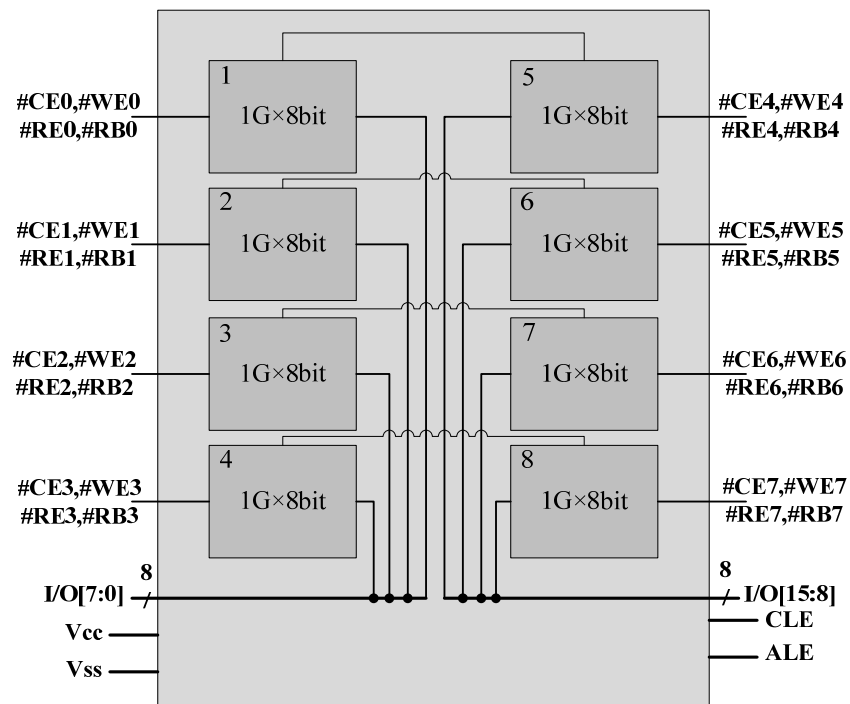 1
1G×8bit
#CE0,#WE0
#RE0,#RB0
5
1G×8bit
#CE4,#WE4
#RE4,#RB4
2
1G×8bit
#CE1,#WE1
#RE1,#RB1
6
1G×8bit
#CE5,#WE5
#RE5,#RB5
3
1G×8bit
#CE2,#WE2
#RE2,#RB2
7
1G×8bit
#CE6,#WE6
#RE6,#RB6
4
1G×8bit
#CE3,#WE3
#RE3,#RB3
8
1G×8bit
#CE7,#WE7
#RE7,#RB7
8
I/O[7:0]
8
I/O[15:8]
Vcc
CLE
Vss
ALE